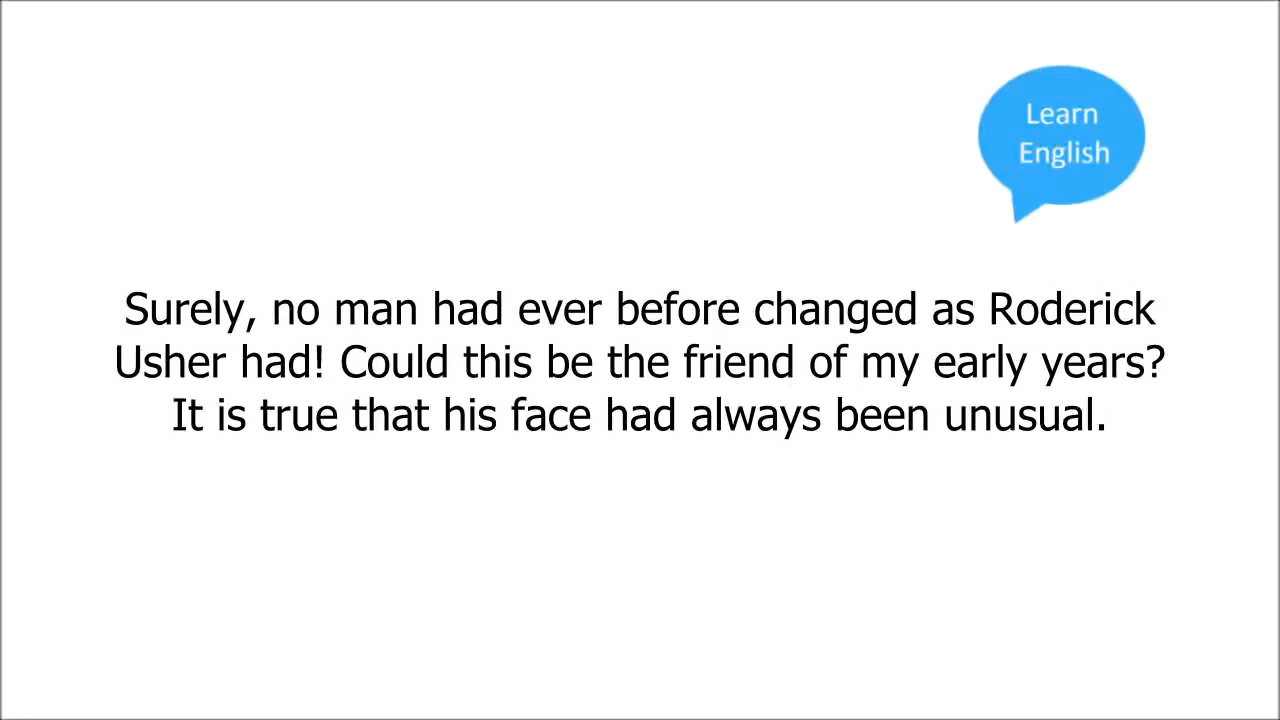 Learn
English
Surely, no man had ever before changed as Roderick
Usher had! Could this be the friend of my early years?
It is true that his face had always been unusual.